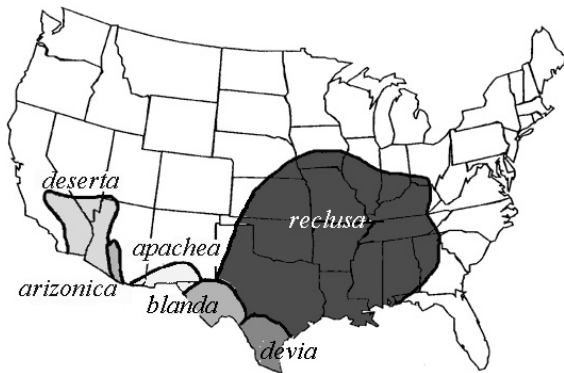 deserta
reclusa
apachea
arizonica
blanda
devia